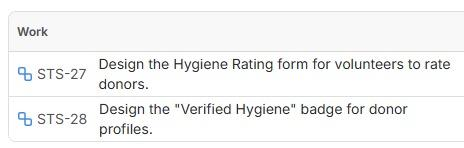 Work
STS-27
Design the Hygiene Rating form for volunteers to rate
donors.
STS-28
Design the "Verified Hygiene" badge for donor
profiles.